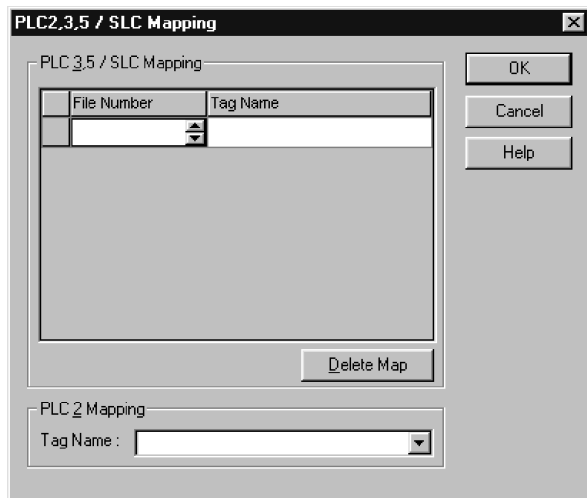 PLC2,3,5 / SLC Mapping
PLC 3,5 / SLC Mapping
File Number Tag Name
Delete Map
PLC 2 Mapping
Tag Name :
OK
Cancel
Help